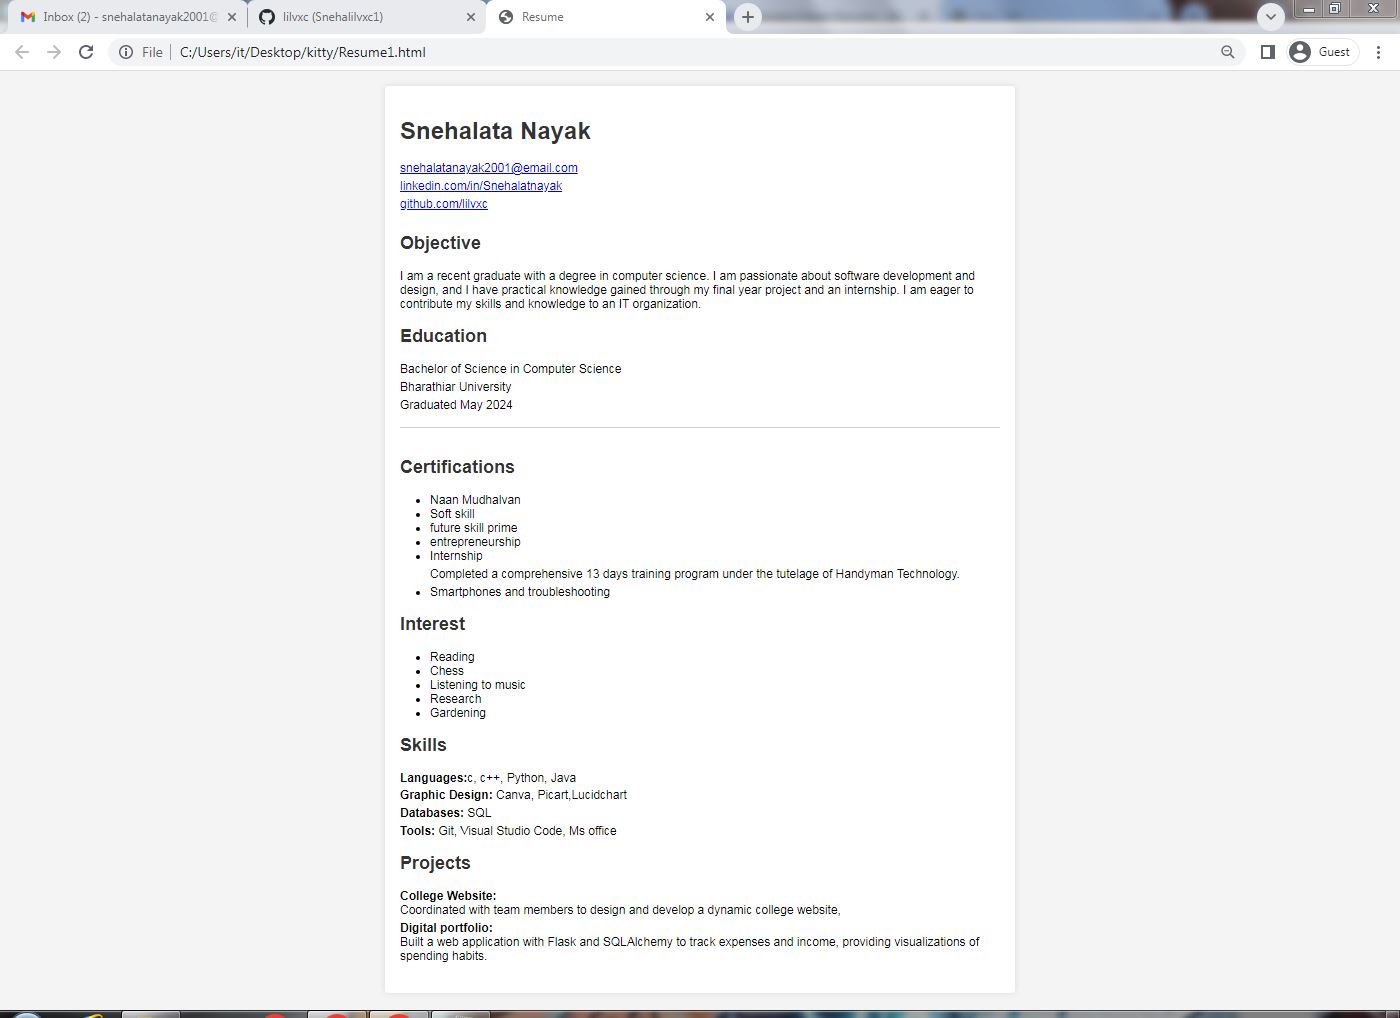 Inbox (2) - snehalatanayak2001@
lilvxc (Snehalilvxc1)
Resume
File
C:/Users/it/Desktop/kitty/Resume1.html
Guest
Snehalata Nayak
snehalatanayak2001@email.com
linkedin.com/in/Snehalatnayak
github.com/lilvxc
Objective
I am a recent graduate with a degree in computer science. I am passionate about software development and
design, and I have practical knowledge gained through my final year project and an internship. I am eager to
contribute my skills and knowledge to an IT organization.
Education
Bachelor of Science in Computer Science
Bharathiar University
Graduated May 2024
Certifications
• Naan Mudhalvan
• Soft skill
• future skill prime
• entrepreneurship
• Internship
Completed a comprehensive 13 days training program under the tutelage of Handyman Technology.
• Smartphones and troubleshooting
Interest
• Reading
• Chess
• Listening to music
• Research
• Gardening
Skills
Languages:c, c++, Python, Java
Graphic Design: Canva, Picart,Lucidchart
Databases: SQL
Tools: Git, Visual Studio Code, Ms office
Projects
College Website:
Coordinated with team members to design and develop a dynamic college website,
Digital portfolio:
Built a web application with Flask and SQLAlchemy to track expenses and income, providing visualizations of
spending habits.